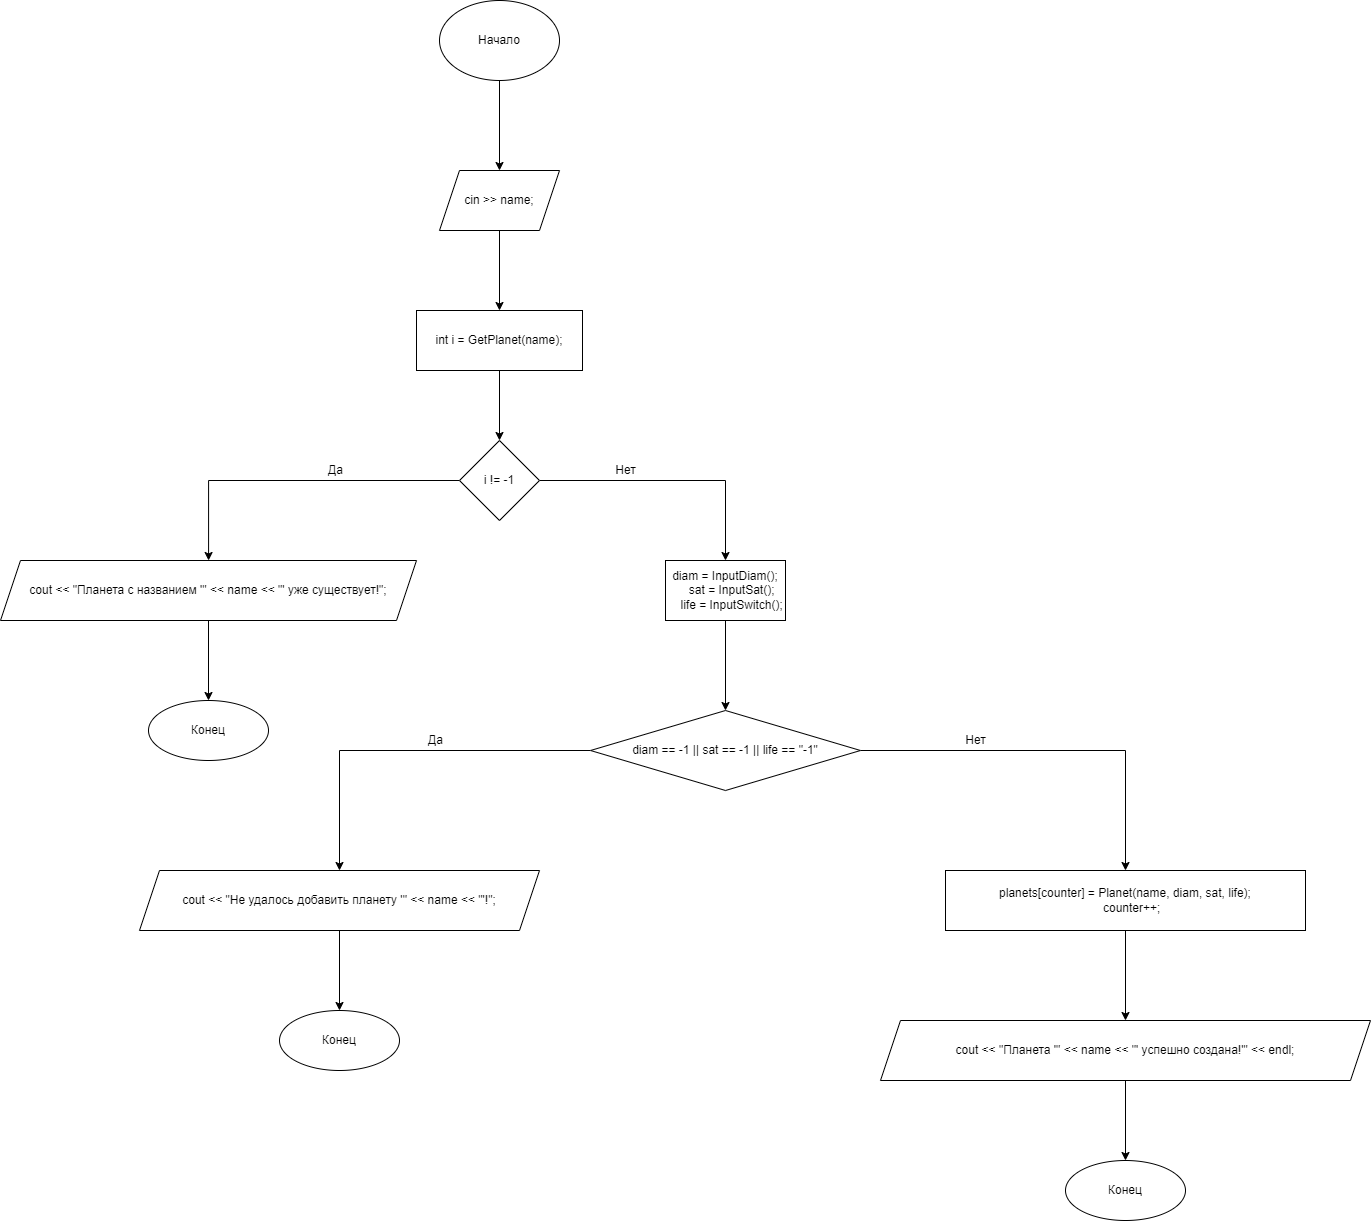 Начало
cin >> name;
int i = GetPlanet(name);
i != -1
Да
Нет
cout << "Планета с названием '" << name << "' уже существует!";
diam = InputDiam();
sat = InputSat();
life = InputSwitch();
Конец
diam == -1 || sat == -1 || life == "-1"
Да
Нет
cout << "Не удалось добавить планету '" << name << "'!";
planets[counter] = Planet(name, diam, sat, life);
counter++;
Конец
cout << "Планета '" << name << "' успешно создана!'" << endl;
Конец